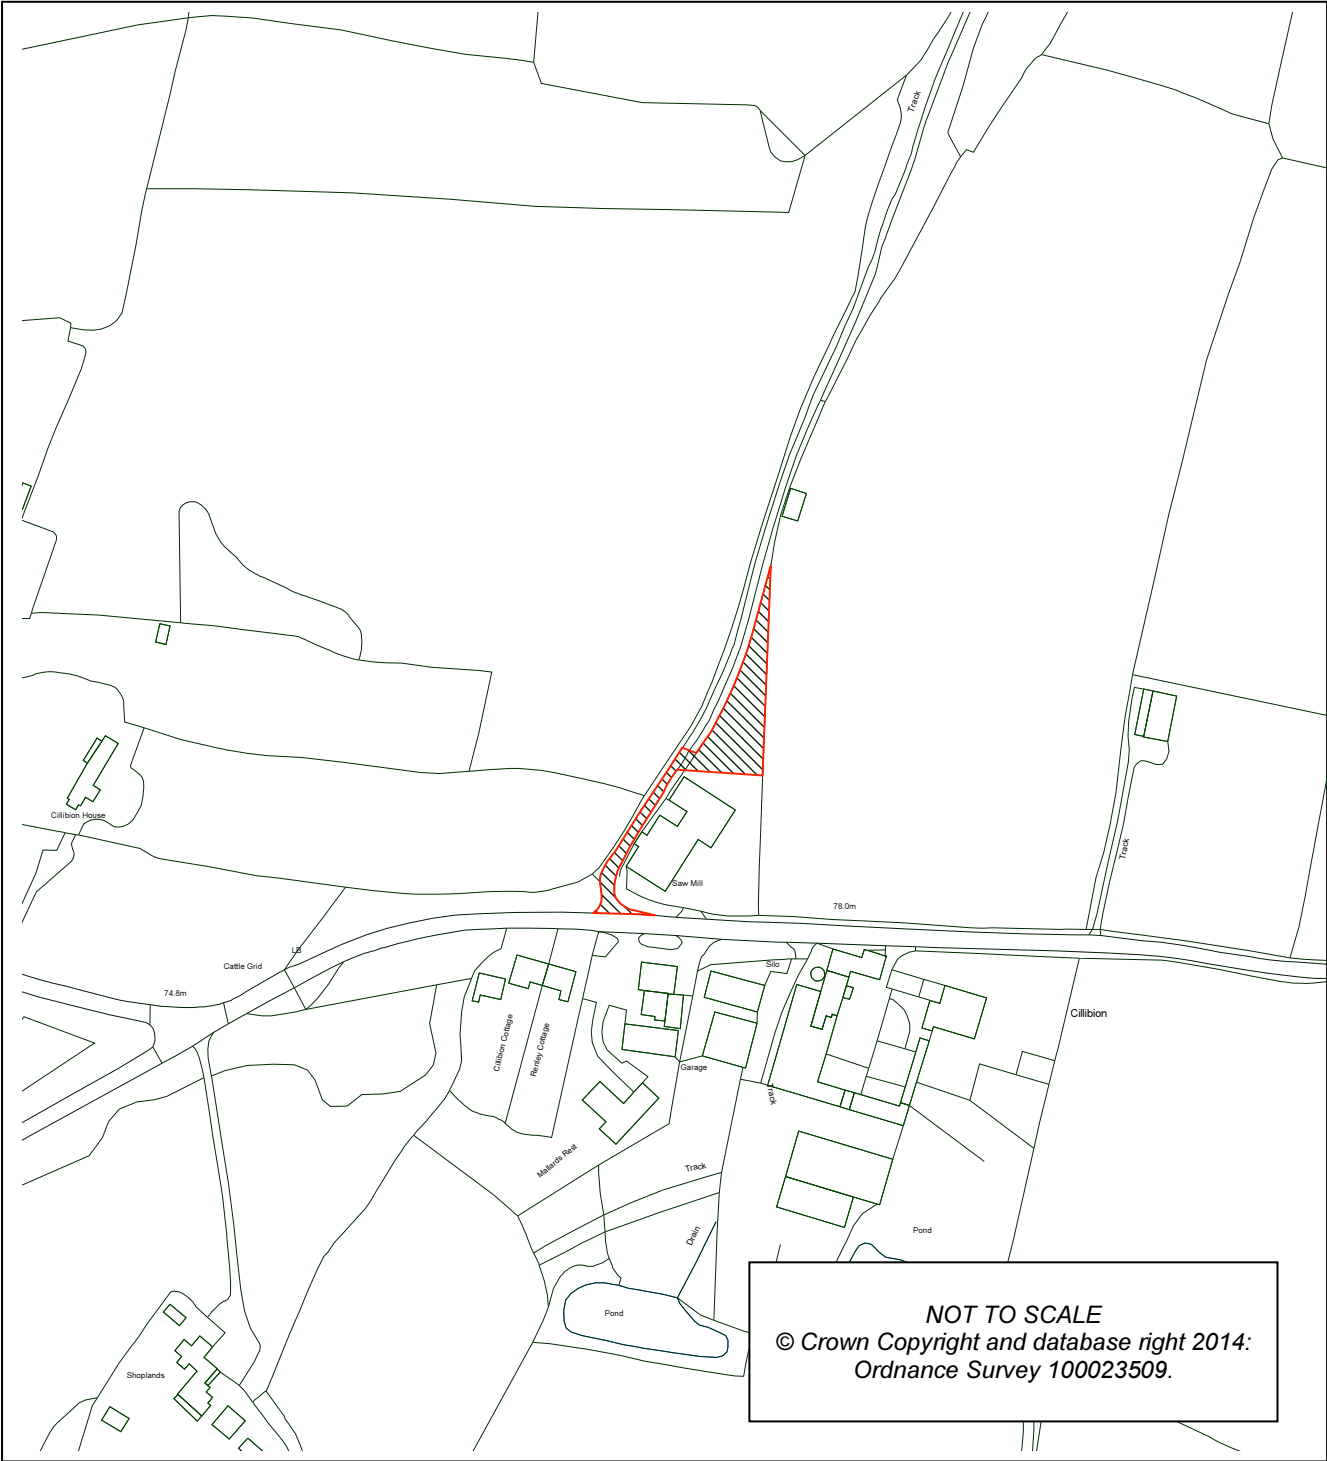 Track
Cillibion House
Track
Saw Mill
78.0m
LB
Cattle Grid
Silo
74.8m
Cillibion
Cillibion Cottage
Renley Cottage
Garage
Track
Mallards Rest
Track
Drain
Pond
Pond
Shoplands
NOT TO SCALE
© Crown Copyright and database right 2014:
Ordnance Survey 100023509.